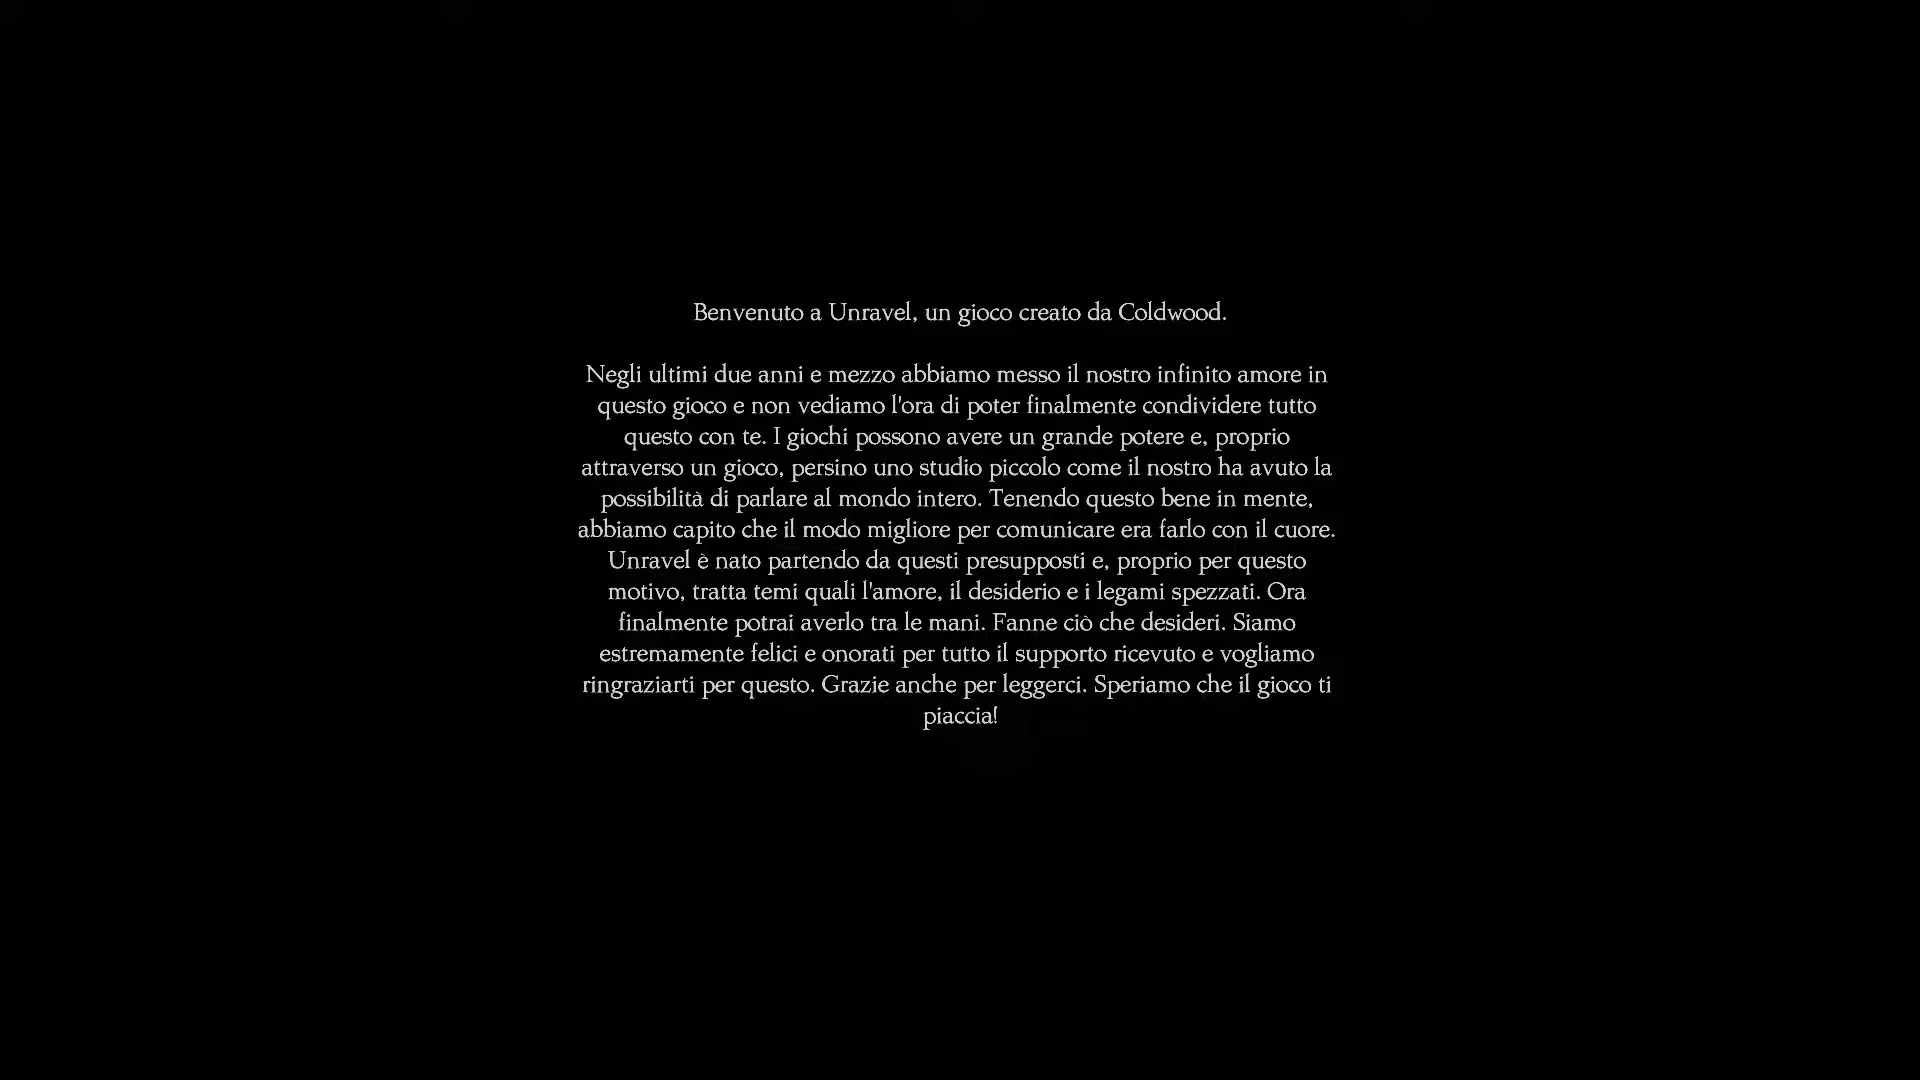 Benvenuto a Unravel, un gioco creato da Coldwood.
Negli ultimi due anni e mezzo abbiamo messo il nostro infinito amore in
questo gioco e non vediamo l'ora di poter finalmente condividere tutto
questo con te. I giochi possono avere un grande potere e, proprio
attraverso un gioco, persino uno studio piccolo come il nostro ha avuto la
possibilità di parlare al mondo intero. Tenendo questo bene in mente,
abbiamo capito che il modo migliore per comunicare era farlo con il cuore.
Unravel è nato partendo da questi presupposti e, proprio per questo
motivo, tratta temi quali l'amore, il desiderio e i legami spezzati. Ora
finalmente potrai averlo tra le mani. Fanne ciò che desideri. Siamo
estremamente felici e onorati per tutto il supporto ricevuto e vogliamo
ringraziarti per questo. Grazie anche per leggerci. Speriamo che il gioco ti
piaccia!